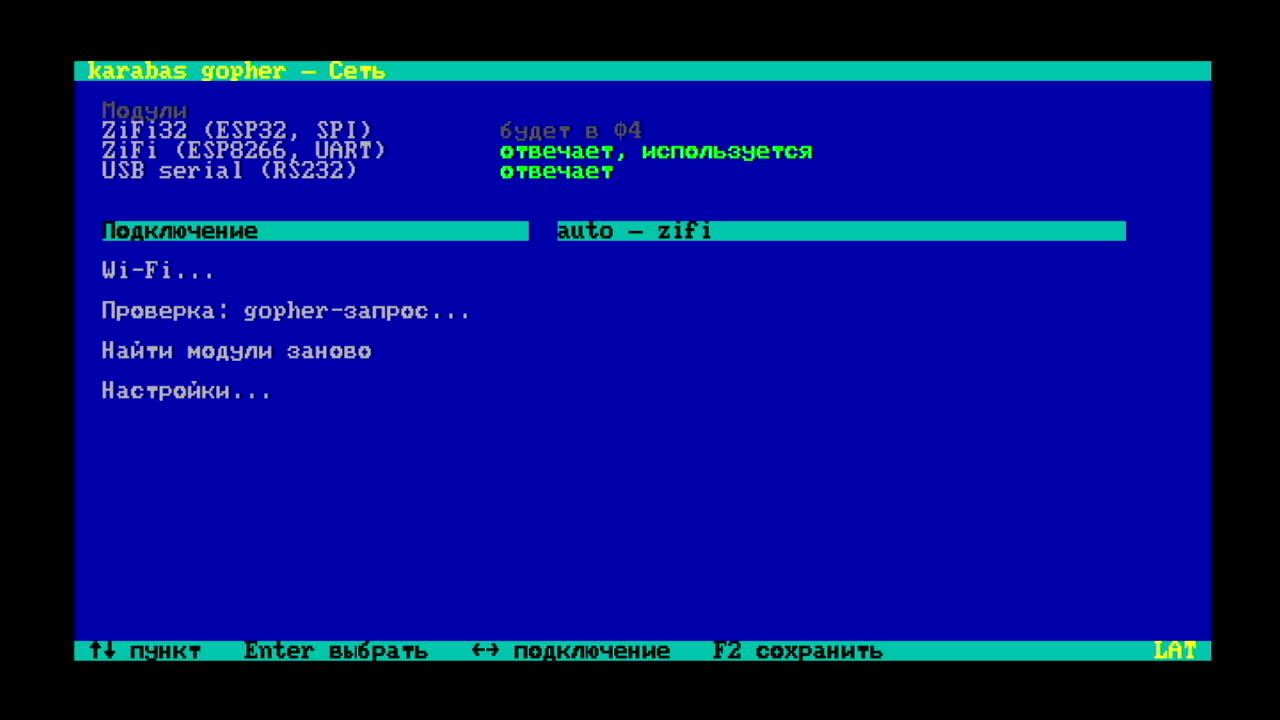 karabas gopher — Сеть
Модули
ZiFi32 (ESP32, SPI) будет в Ф4
ZiFi (ESP8266, UART) отвечает, используется
USB serial (RS232) отвечает
Подключение auto — zifi
Wi-Fi...
Проверка: gopher-запрос...
Найти модули заново
Настройки...
↑↓ пункт Enter выбрать ←→ подключение F2 сохранить LAT